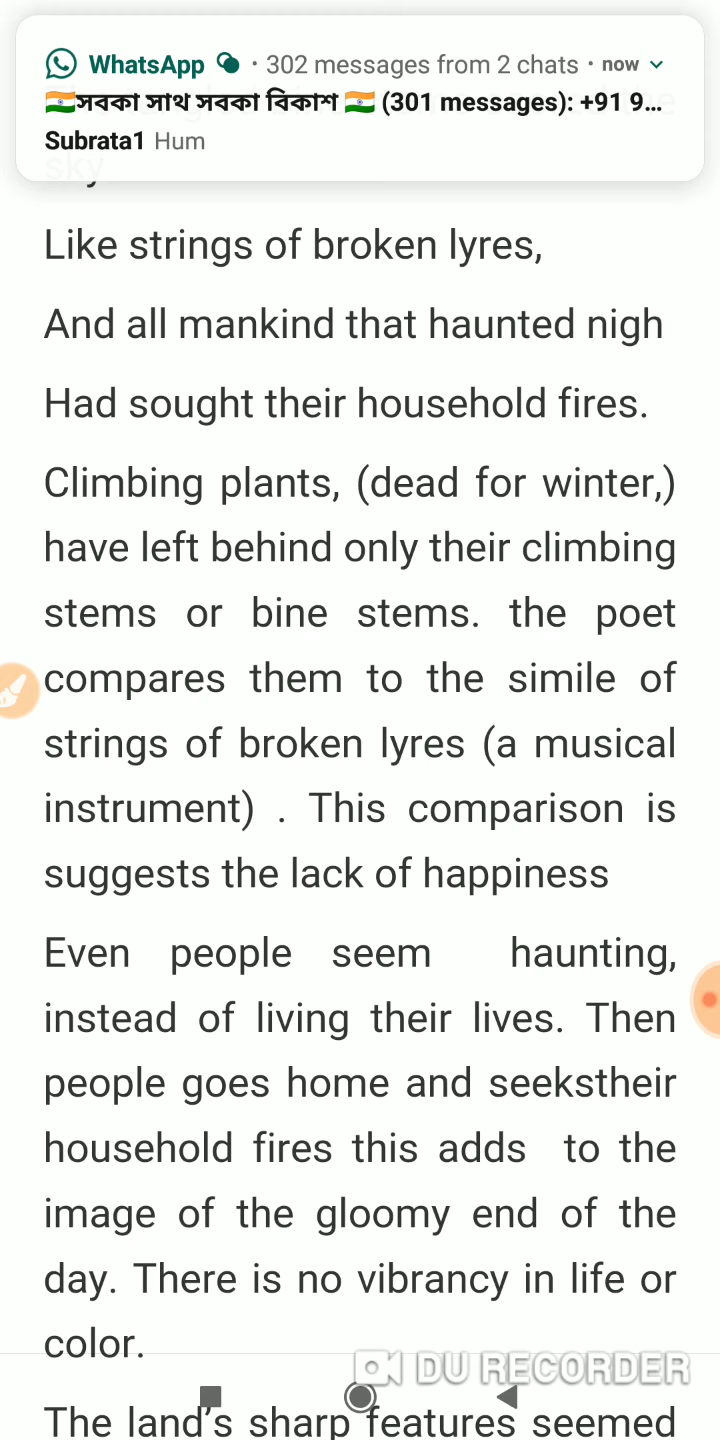 WhatsApp · 302 messages from 2 chats · now
🇮🇳সবকা সাথ সবকা বিকাশ 🇮🇳 (301 messages): +91 9...
Subrata1 Hum
sky
Like strings of broken lyres,
And all mankind that haunted nigh
Had sought their household fires.
Climbing plants, (dead for winter,)
have left behind only their climbing
stems or bine stems. the poet
compares them to the simile of
strings of broken lyres (a musical
instrument) . This comparison is
suggests the lack of happiness
Even people seem haunting,
instead of living their lives. Then
people goes home and seekstheir
household fires this adds to the
image of the gloomy end of the
day. There is no vibrancy in life or
color.
DU RECORDER
The land's sharp features seemed